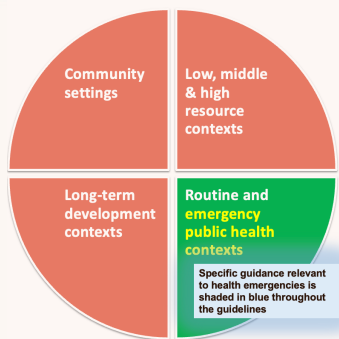 Community
settings
Low, middle
& high
resource
contexts
Long-term
development
contexts
Routine and
emergency
public health
contexts
Specific guidance relevant
to health emergencies is
shaded in blue throughout
the guidelines